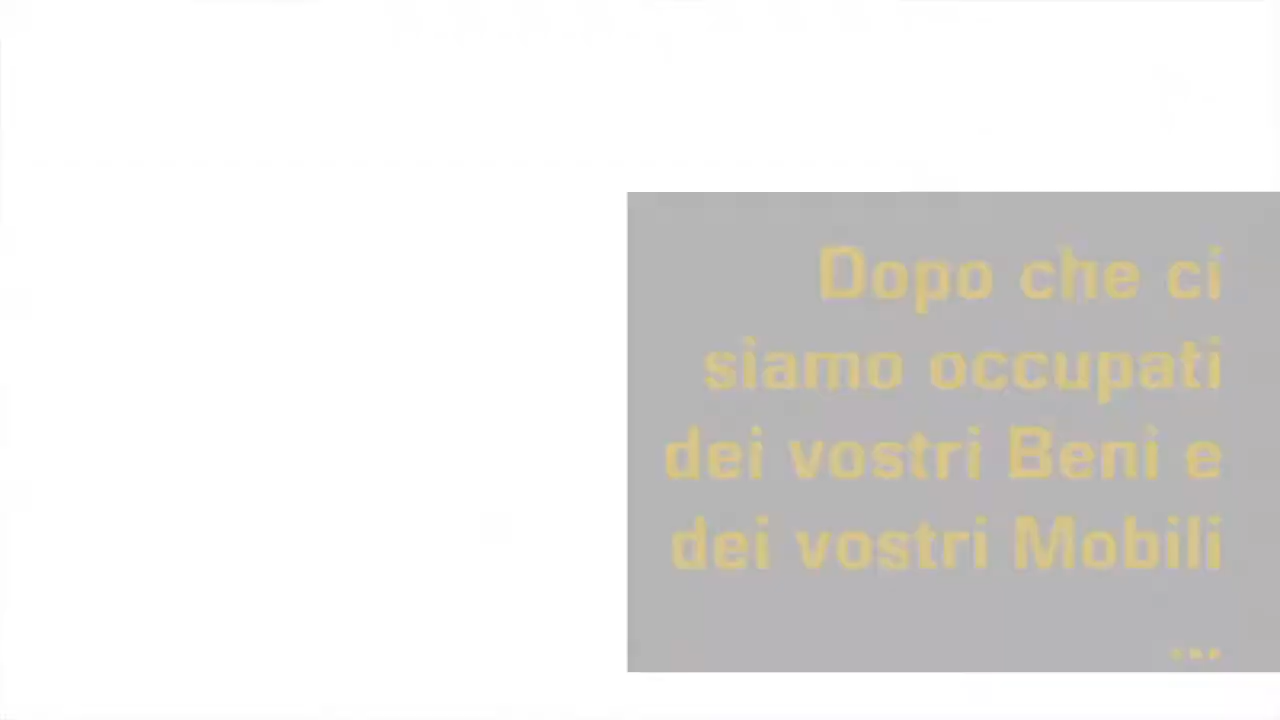 Dopo che ci
siamo occupati
dei vostri Beni e
dei vostri Mobili
...